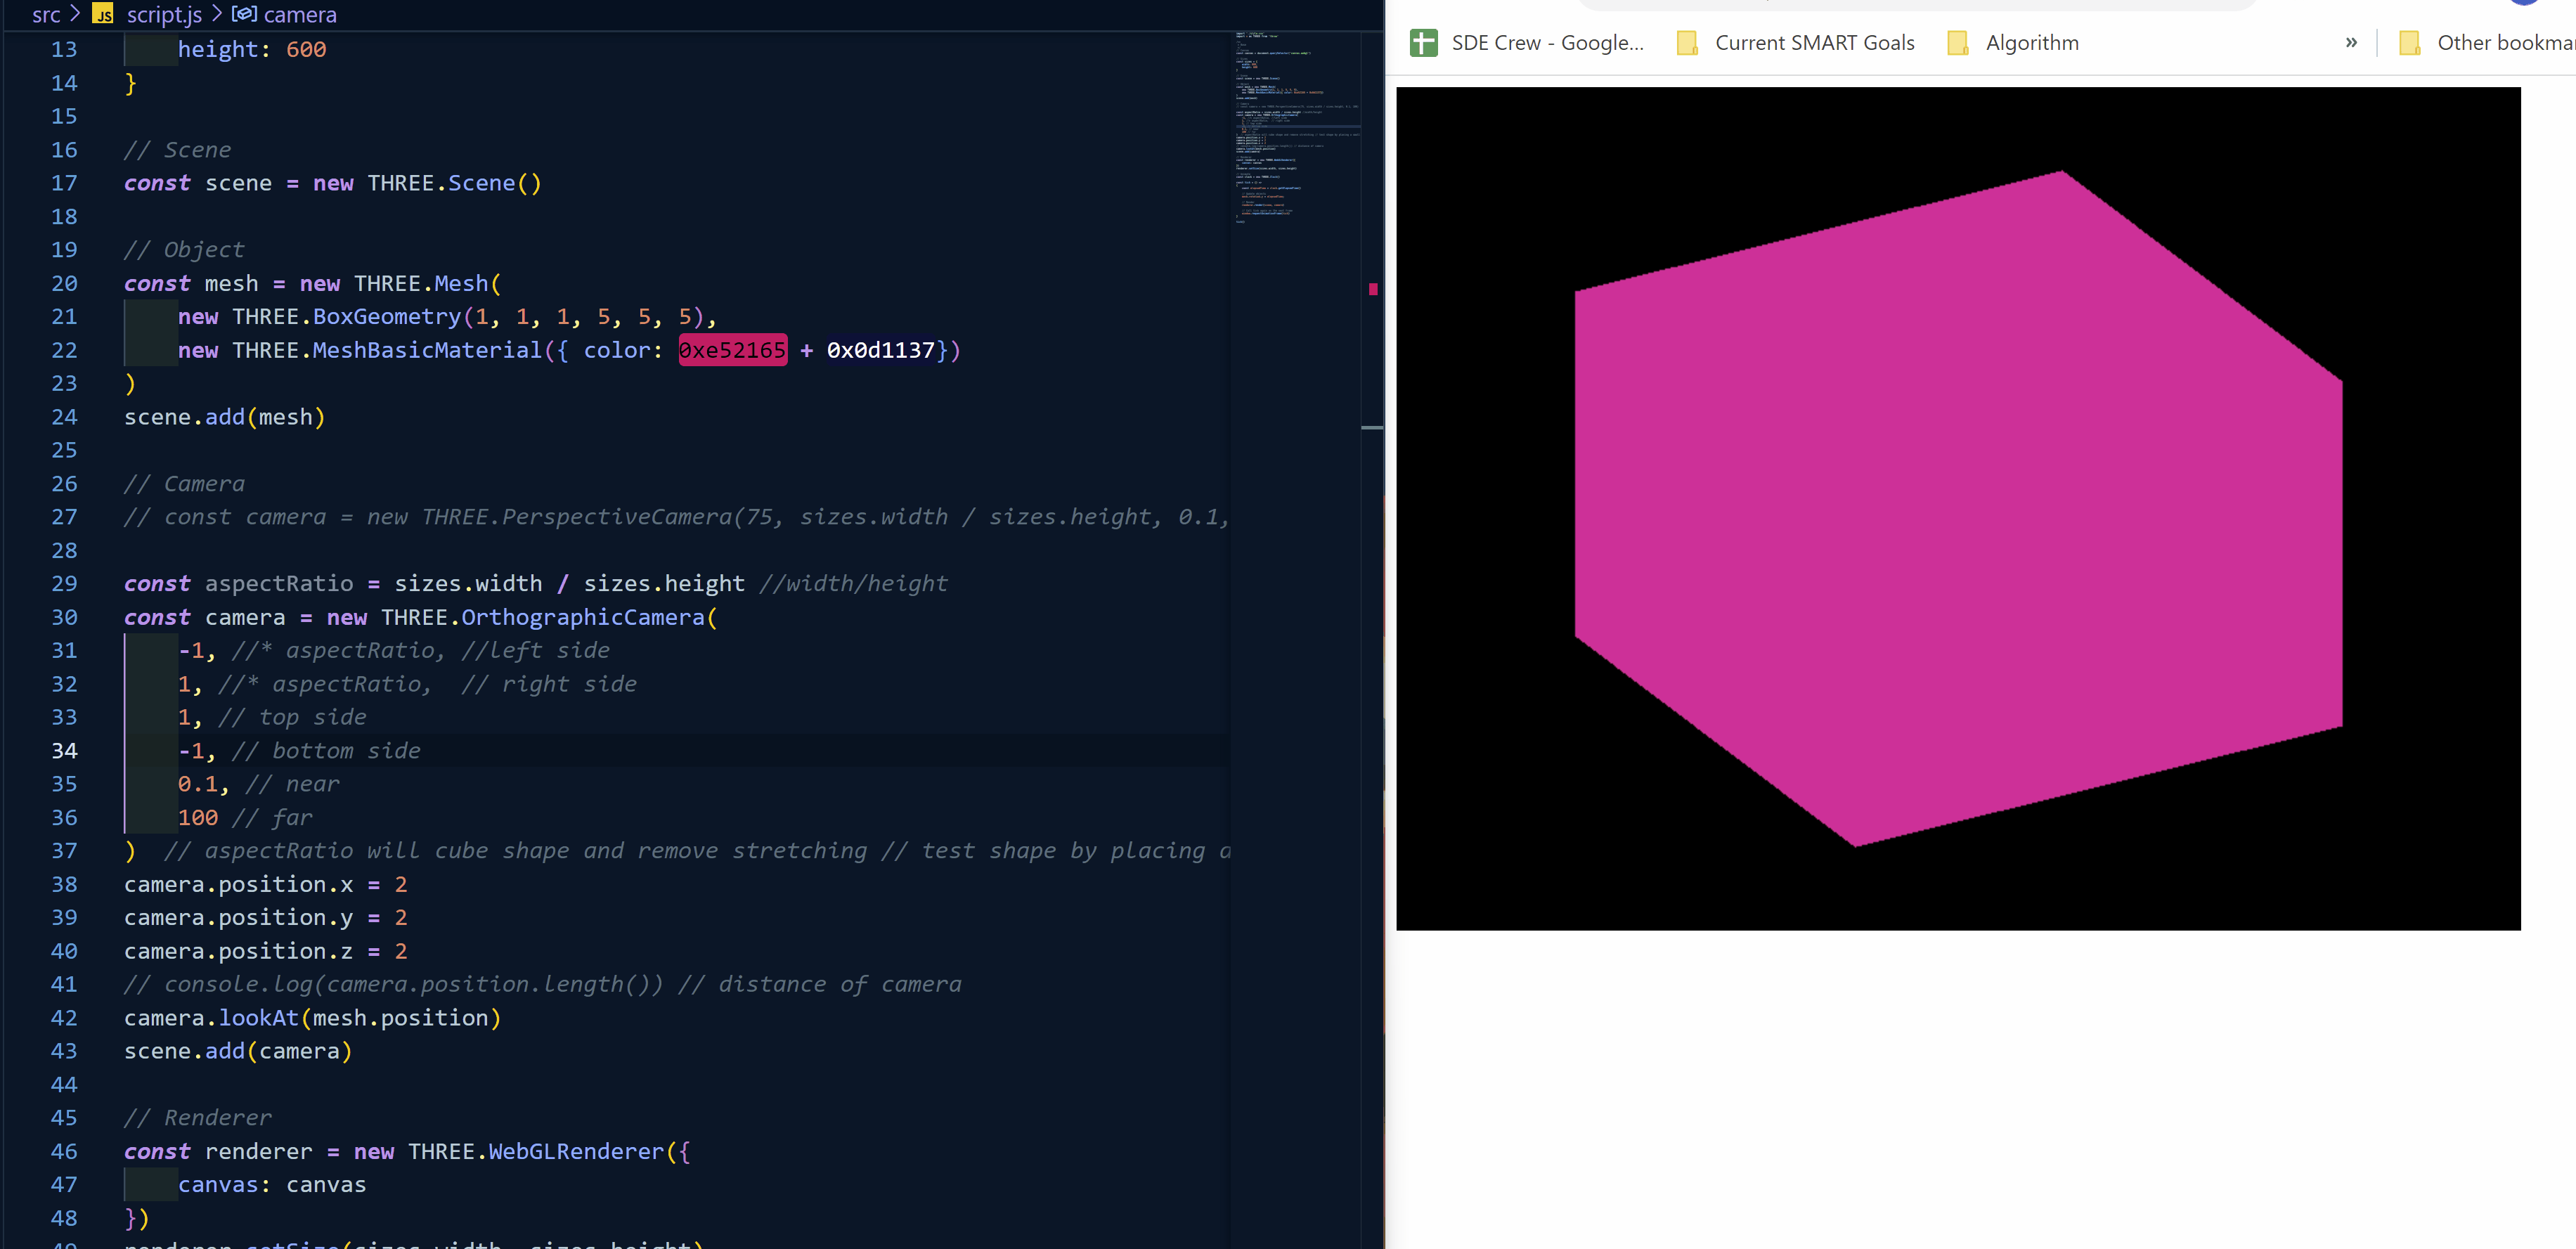 src > JS script.js > camera
13 height: 600
14 }
15
16 // Scene
17 const scene = new THREE.Scene()
18
19 // Object
20 const mesh = new THREE.Mesh(
21 new THREE.BoxGeometry(1, 1, 1, 5, 5, 5),
22 new THREE.MeshBasicMaterial({ color: 0xe52165 + 0x0d1137})
23 )
24 scene.add(mesh)
25
26 // Camera
27 // const camera = new THREE.PerspectiveCamera(75, sizes.width / sizes.height, 0.1,
28
29 const aspectRatio = sizes.width / sizes.height //width/height
30 const camera = new THREE.OrthographicCamera(
31 -1, //* aspectRatio, //left side
32 1, //* aspectRatio,  // right side
33 1, // top side
34 -1, // bottom side
35 0.1, // near
36 100 // far
37 )  // aspectRatio will cube shape and remove stretching // test shape by placing a
38 camera.position.x = 2
39 camera.position.y = 2
40 camera.position.z = 2
41 // console.log(camera.position.length()) // distance of camera
42 camera.lookAt(mesh.position)
43 scene.add(camera)
44
45 // Renderer
46 const renderer = new THREE.WebGLRenderer({
47 canvas: canvas
48 })
49 renderer.setSize(sizes.width, sizes.height)
SDE Crew - Google... Current SMART Goals Algorithm » Other bookma